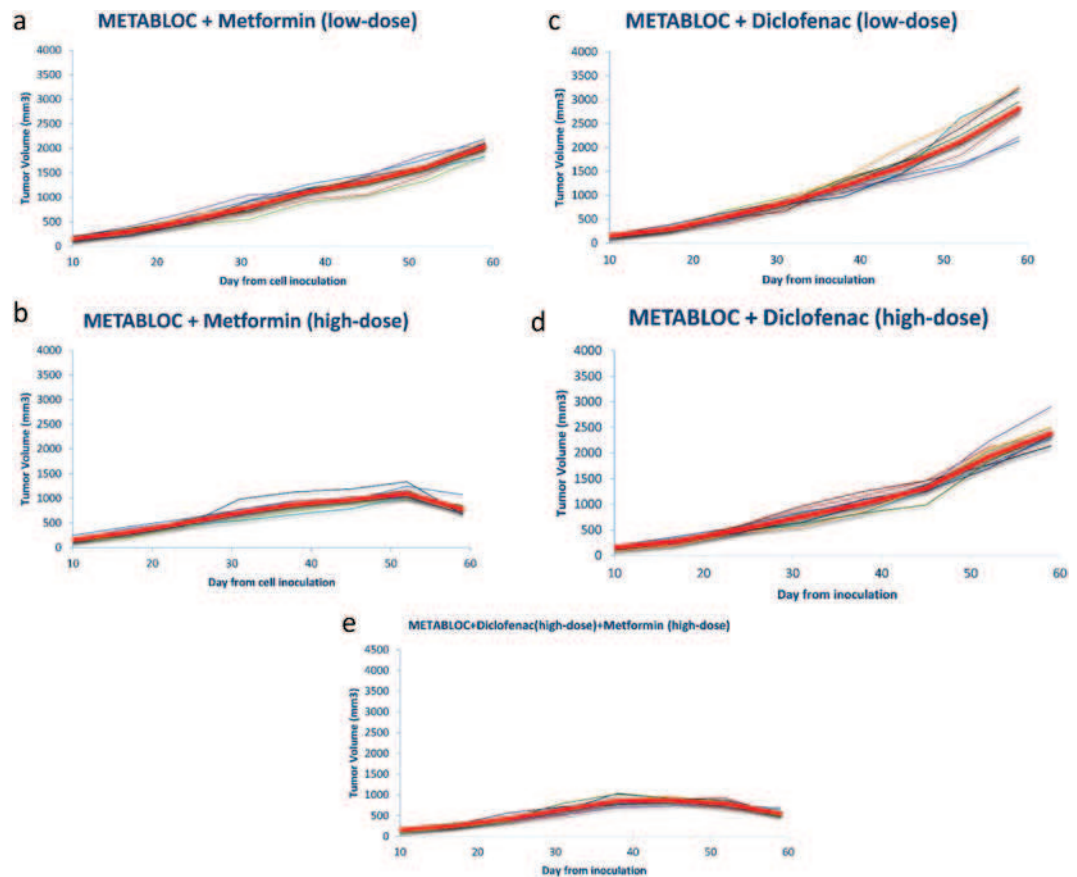 a
METABLOC + Metformin (low-dose)
4000
3500
3000
2500
2000
1500
1000
500
0
Tumor Volume (mm3)
10 20 30 40 50 60
Day from cell inoculation
c
METABLOC + Diclofenac (low-dose)
4000
3500
3000
2500
2000
1500
1000
500
0
Tumor Volume (mm3)
10 20 30 40 50 60
Day from inoculation
b
METABLOC + Metformin (high-dose)
4000
3500
3000
2500
2000
1500
1000
500
0
Tumor Volume (mm3)
10 20 30 40 50 60
Day from cell inoculation
d
METABLOC + Diclofenac (high-dose)
4000
3500
3000
2500
2000
1500
1000
500
0
Tumor Volume (mm3)
10 20 30 40 50 60
Day from inoculation
e
METABLOC+Diclofenac(high-dose)+Metformin (high-dose)
4500
4000
3500
3000
2500
2000
1500
1000
500
0
Tumor Volume (mm3)
10 20 30 40 50 60
Day from inoculation